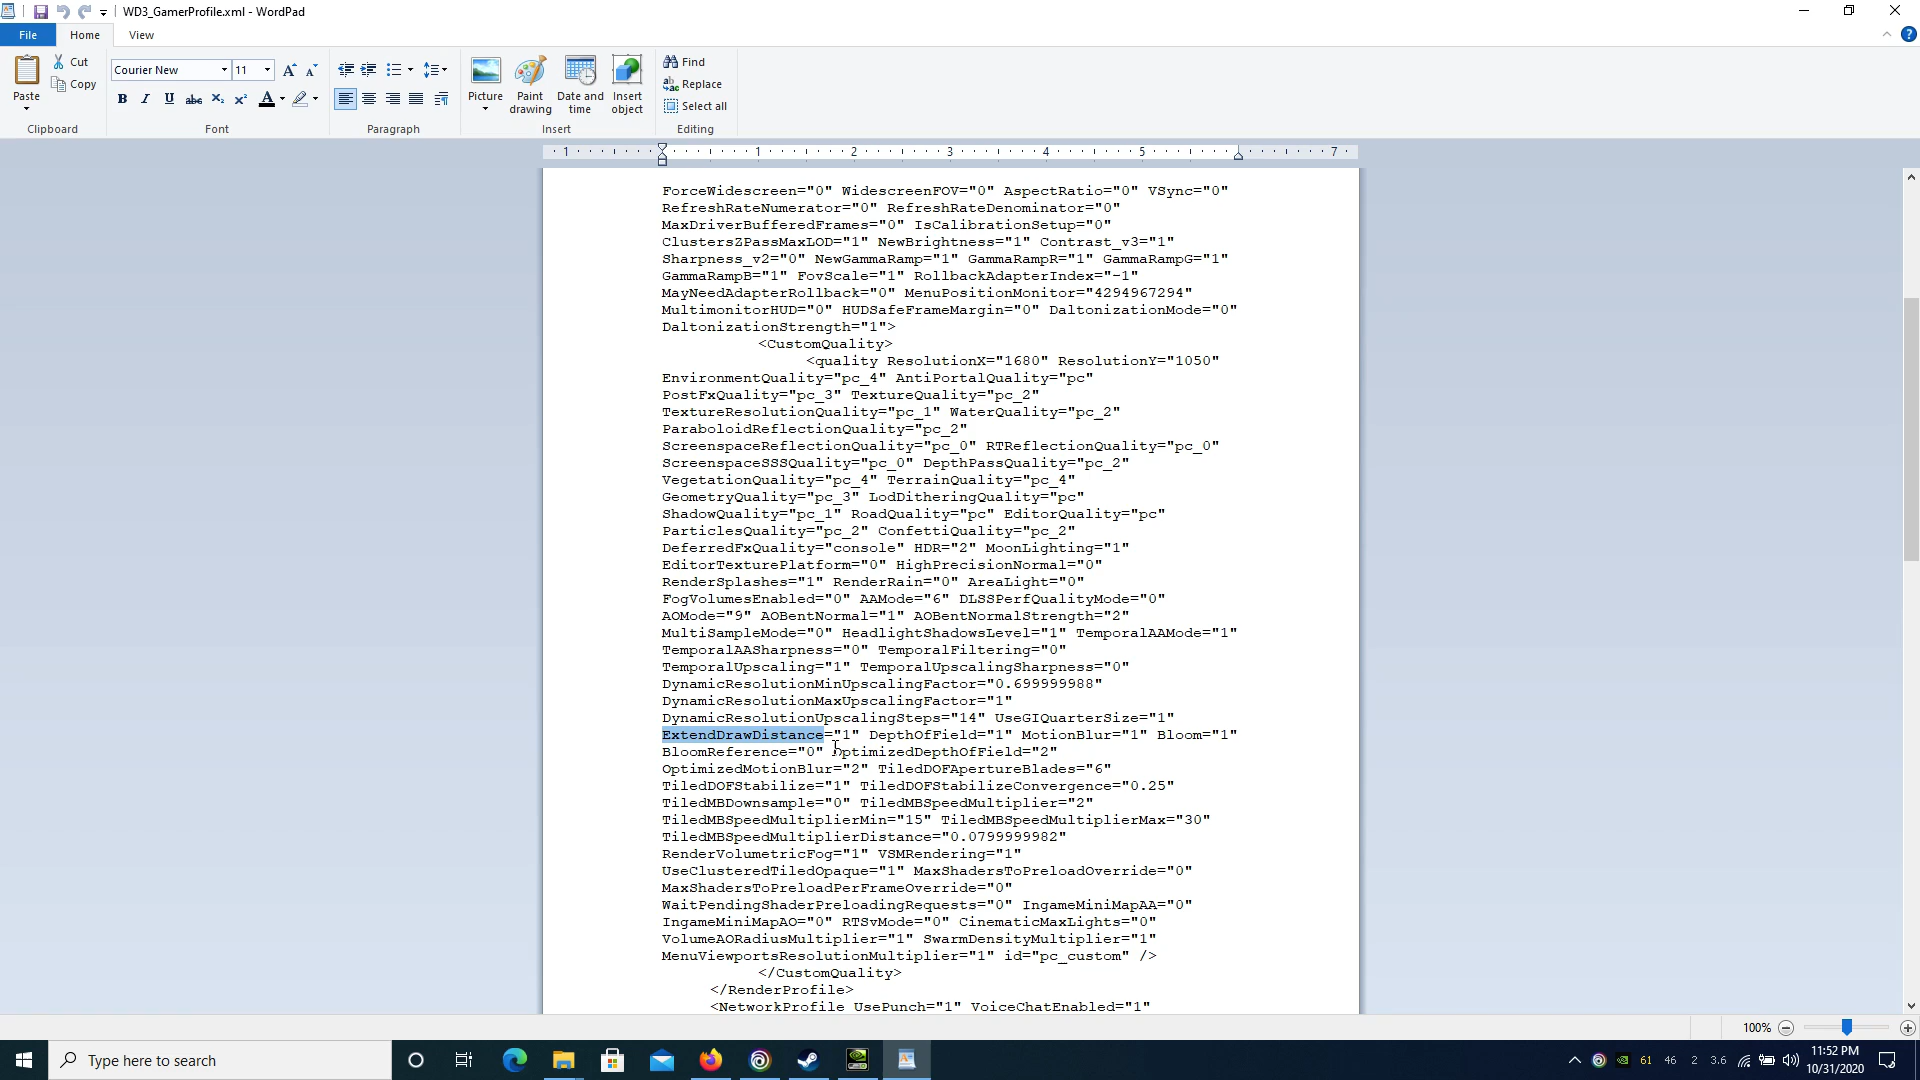 WD3_GamerProfile.xml - WordPad
File Home View
Paste
Cut
Copy
Clipboard
Courier New 11
Font
Paragraph
Picture
Paint drawing
Date and time
Insert object
Insert
Find
Replace
Select all
Editing
1 1 2 3 4 5 7
ForceWidescreen="0" WidescreenFOV="0" AspectRatio="0" VSync="0"
RefreshRateNumerator="0" RefreshRateDenominator="0"
MaxDriverBufferedFrames="0" IsCalibrationSetup="0"
ClustersZPassMaxLOD="1" NewBrightness="1" Contrast_v3="1"
Sharpness_v2="0" NewGammaRamp="1" GammaRampR="1" GammaRampG="1"
GammaRampB="1" FovScale="1" RollbackAdapterIndex="-1"
MayNeedAdapterRollback="0" MenuPositionMonitor="4294967294"
MultimonitorHUD="0" HUDSafeFrameMargin="0" DaltonizationMode="0"
DaltonizationStrength="1">
<CustomQuality>
<quality ResolutionX="1680" ResolutionY="1050"
EnvironmentQuality="pc_4" AntiPortalQuality="pc"
PostFxQuality="pc_3" TextureQuality="pc_2"
TextureResolutionQuality="pc_1" WaterQuality="pc_2"
ParaboloidReflectionQuality="pc_2"
ScreenspaceReflectionQuality="pc_0" RTReflectionQuality="pc_0"
ScreenspaceSSSQuality="pc_0" DepthPassQuality="pc_2"
VegetationQuality="pc_4" TerrainQuality="pc_4"
GeometryQuality="pc_3" LodDitheringQuality="pc"
ShadowQuality="pc_1" RoadQuality="pc" EditorQuality="pc"
ParticlesQuality="pc_2" ConfettiQuality="pc_2"
DeferredFxQuality="console" HDR="2" MoonLighting="1"
EditorTexturePlatform="0" HighPrecisionNormal="0"
RenderSplashes="1" RenderRain="0" AreaLight="0"
FogVolumesEnabled="0" AAMode="6" DLSSPerfQualityMode="0"
AOMode="9" AOBentNormal="1" AOBentNormalStrength="2"
MultiSampleMode="0" HeadlightShadowsLevel="1" TemporalAAMode="1"
TemporalAASharpness="0" TemporalFiltering="0"
TemporalUpscaling="1" TemporalUpscalingSharpness="0"
DynamicResolutionMinUpscalingFactor="0.699999988"
DynamicResolutionMaxUpscalingFactor="1"
DynamicResolutionUpscalingSteps="14" UseGIQuarterSize="1"
ExtendDrawDistance="1" DepthOfField="1" MotionBlur="1" Bloom="1"
BloomReference="0" OptimizedDepthOfField="2"
OptimizedMotionBlur="2" TiledDOFApertureBlades="6"
TiledDOFStabilize="1" TiledDOFStabilizeConvergence="0.25"
TiledMBDownsample="0" TiledMBSpeedMultiplier="2"
TiledMBSpeedMultiplierMin="15" TiledMBSpeedMultiplierMax="30"
TiledMBSpeedMultiplierDistance="0.0799999982"
RenderVolumetricFog="1" VSMRendering="1"
UseClusteredTiledOpaque="1" MaxShadersToPreloadOverride="0"
MaxShadersToPreloadPerFrameOverride="0"
WaitPendingShaderPreloadingRequests="0" IngameMiniMapAA="0"
IngameMiniMapAO="0" RTSvMode="0" CinematicMaxLights="0"
VolumeAORadiusMultiplier="1" SwarmDensityMultiplier="1"
MenuViewportsResolutionMultiplier="1" id="pc_custom" />
</CustomQuality>
</RenderProfile>
<NetworkProfile UsePunch="1" VoiceChatEnabled="1"
100%
Type here to search
61 46 2 3.6
11:52 PM
10/31/2020